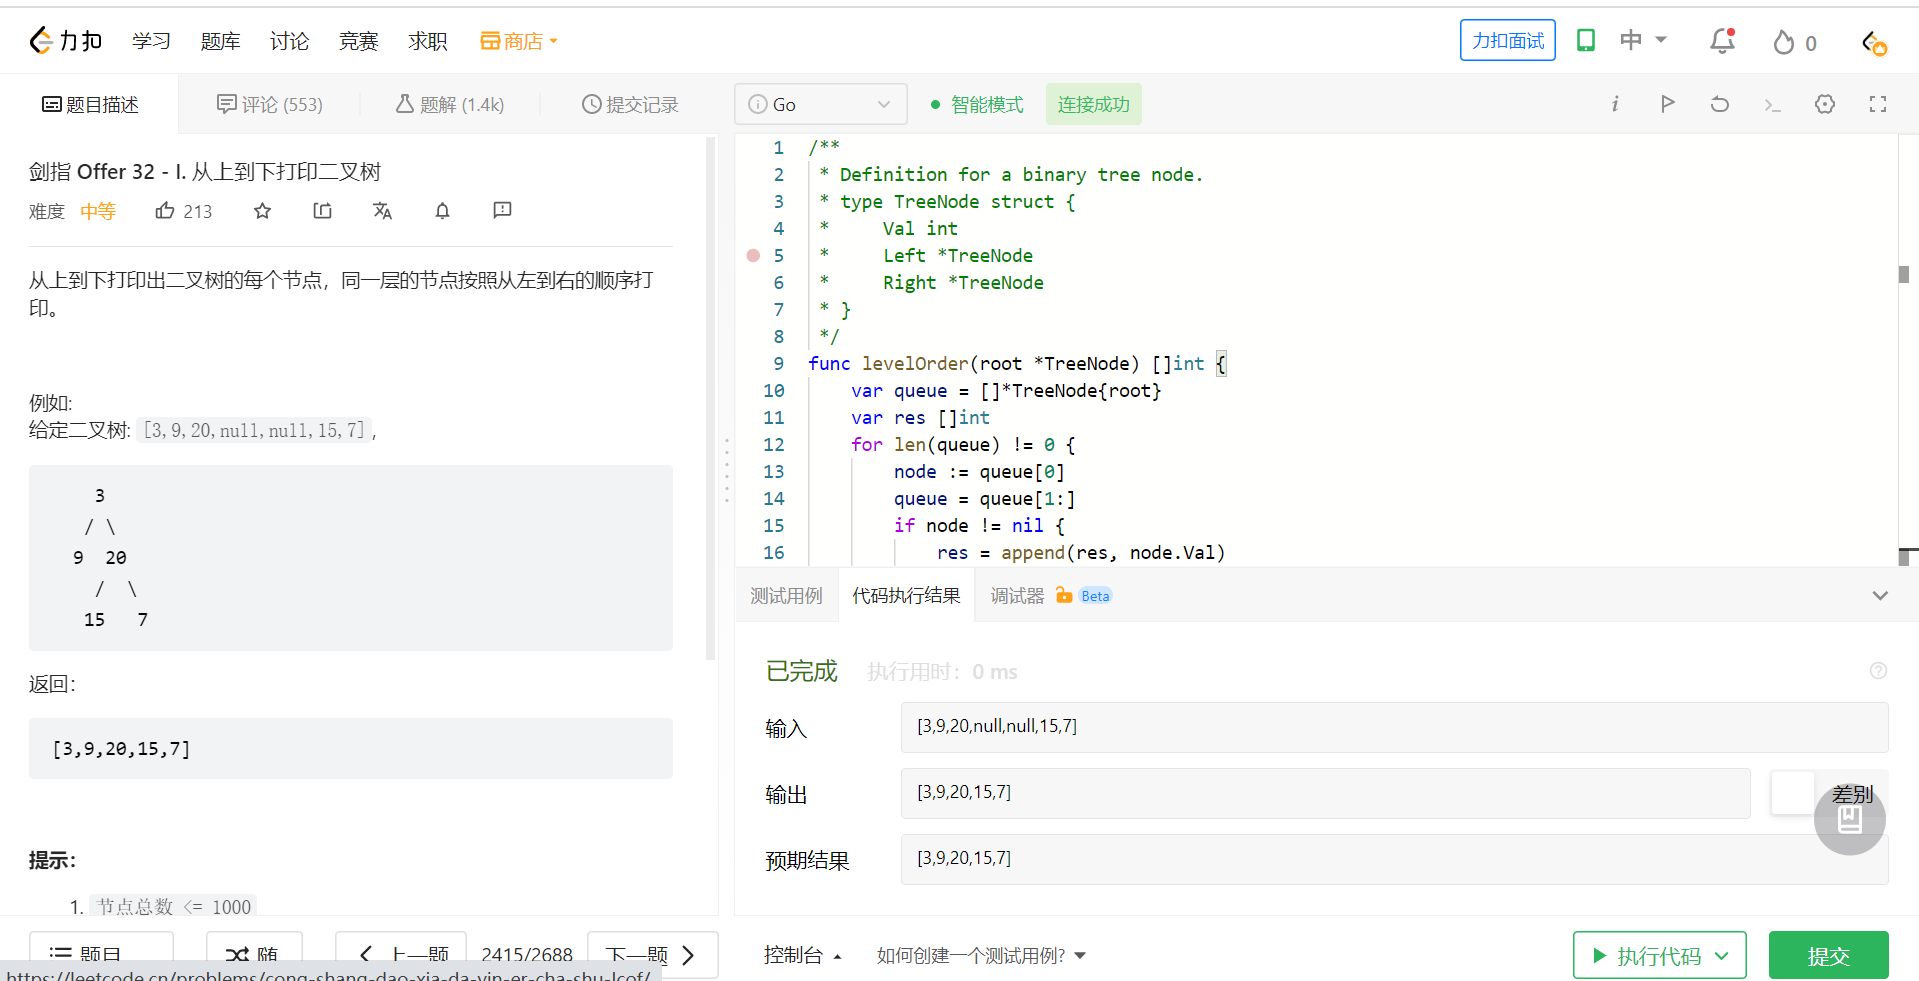 力扣 学习 题库 讨论 竞赛 求职 商店 力扣面试 中 0
题目描述 评论 (553) 题解 (1.4k) 提交记录
剑指 Offer 32 - I. 从上到下打印二叉树
难度 中等 213
从上到下打印出二叉树的每个节点，同一层的节点按照从左到右的顺序打
印。
例如:
给定二叉树: [3,9,20,null,null,15,7],
3
/ \
9 20
/ \
15 7
返回：
[3,9,20,15,7]
提示：
1. 节点总数 <= 1000
题目 随 上一题 2415/2688 下一题
https://leetcode.cn/problems/cong-shang-dao-xia-da-yin-er-cha-shu-lcof/
Go 智能模式 连接成功
1 /**
2 * Definition for a binary tree node.
3 * type TreeNode struct {
4 * Val int
5 * Left *TreeNode
6 * Right *TreeNode
7 * }
8 */
9 func levelOrder(root *TreeNode) []int {
10 var queue = []*TreeNode{root}
11 var res []int
12 for len(queue) != 0 {
13 node := queue[0]
14 queue = queue[1:]
15 if node != nil {
16 res = append(res, node.Val)
测试用例 代码执行结果 调试器 Beta
已完成 执行用时：0 ms
输入 [3,9,20,null,null,15,7]
输出 [3,9,20,15,7] 差别
预期结果 [3,9,20,15,7]
控制台 如何创建一个测试用例? 执行代码 提交